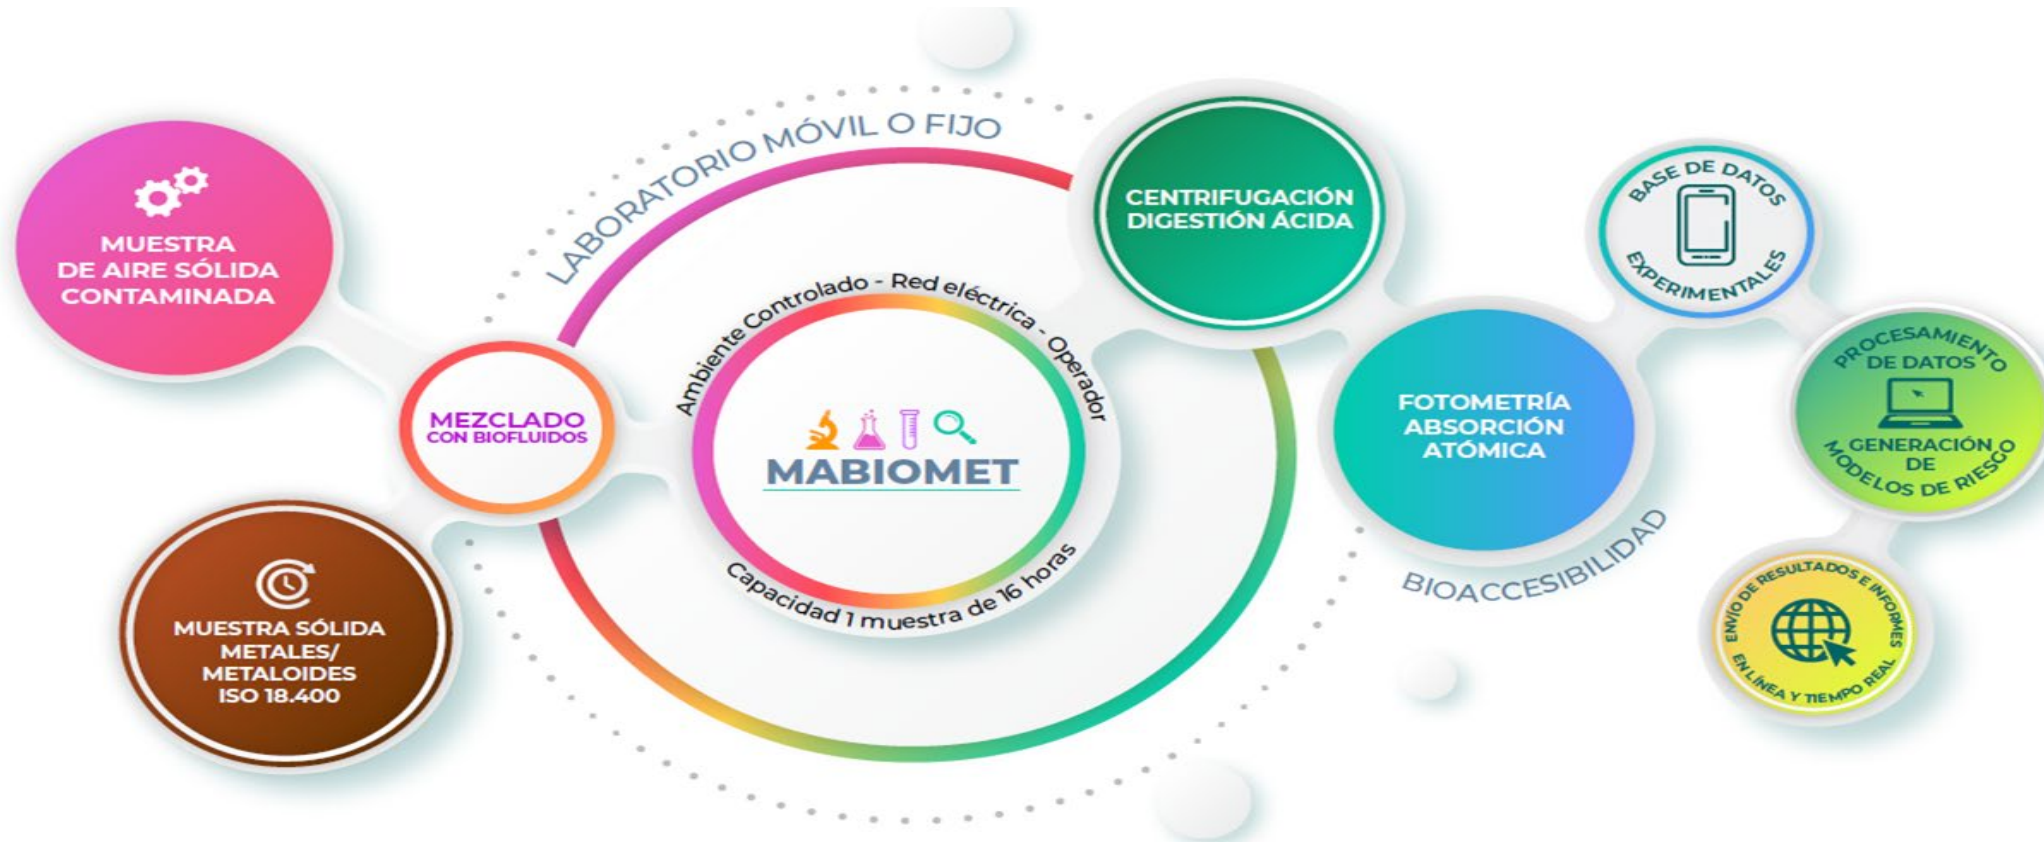 MUESTRA
DE AIRE SÓLIDA
CONTAMINADA
MUESTRA SÓLIDA
METALES/
METALOIDES
ISO 18.400
MEZCLADO
CON BIOFLUIDOS
LABORATORIO MÓVIL O FIJO
Ambiente Controlado - Red eléctrica - Operador
MABIOMET
Capacidad 1 muestra de 16 horas
CENTRIFUGACIÓN
DIGESTIÓN ÁCIDA
FOTOMETRÍA
ABSORCIÓN
ATÓMICA
BIOACCESIBILIDAD
BASE DE DATOS
EXPERIMENTALES
PROCESAMIENTO
DE DATOS
GENERACIÓN
DE
MODELOS DE RIESGO
ENVÍO DE RESULTADOS E INFORMES
EN LÍNEA Y TIEMPO REAL